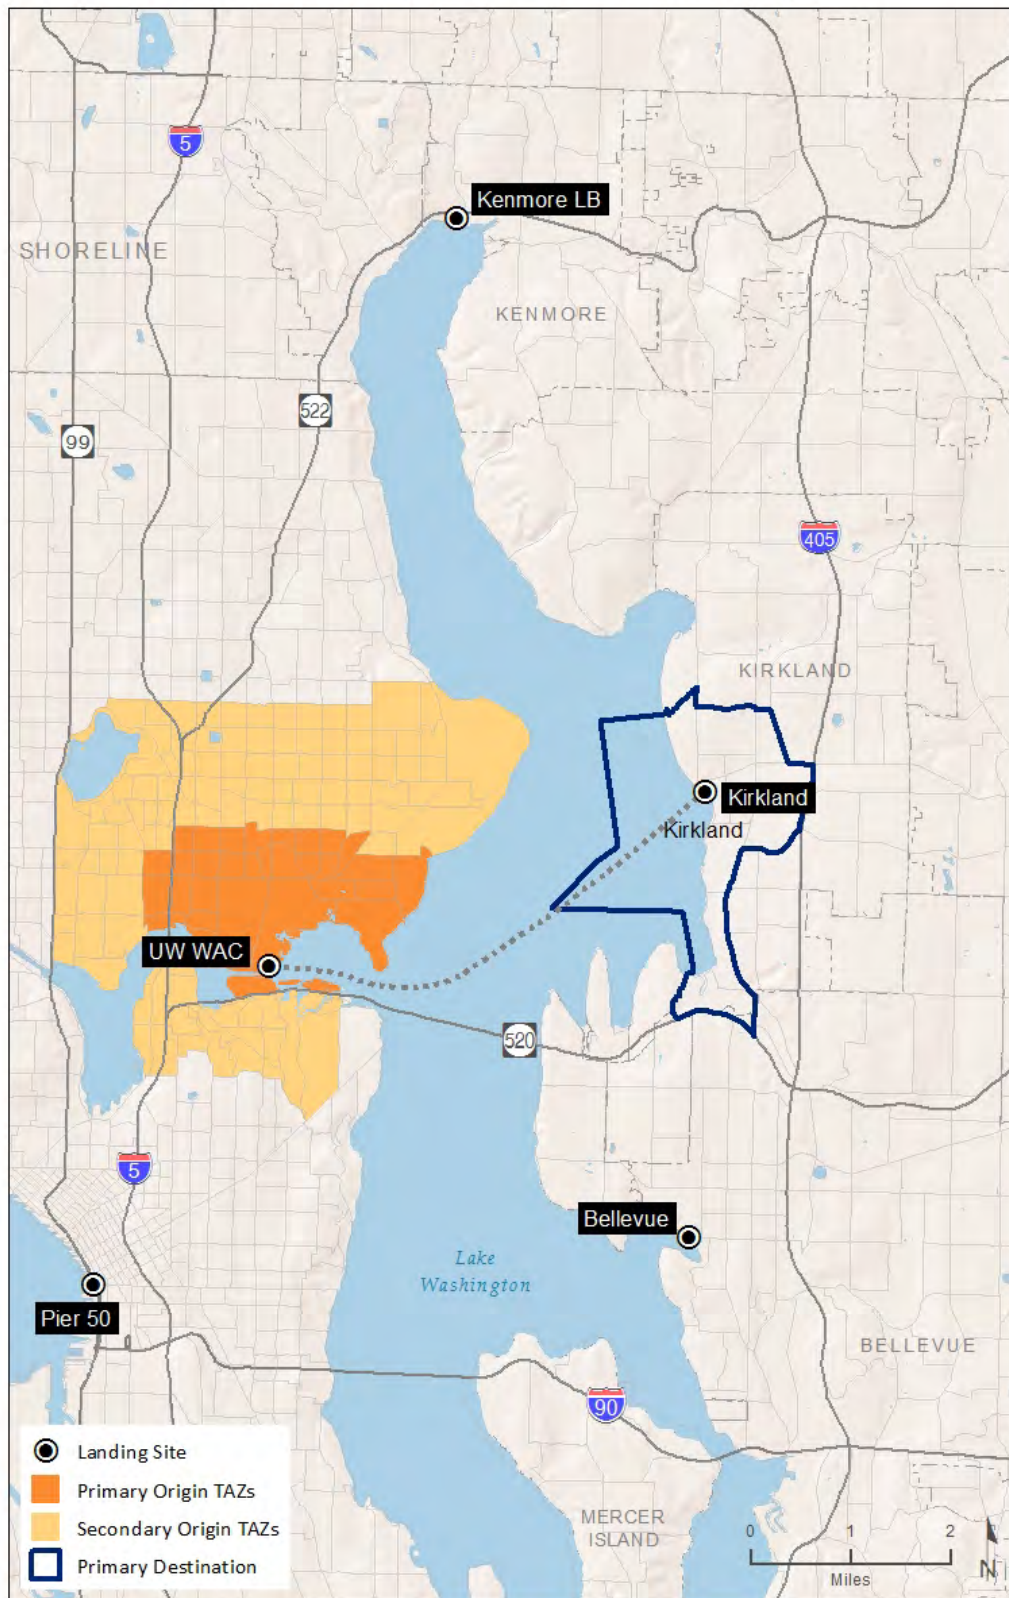 5
Kenmore LB
SHORELINE
KENMORE
522
99
405
KIRKLAND
Kirkland
Kirkland
UW WAC
520
5
Bellevue
Lake
Washington
Pier 50
BELLEVUE
90
Landing Site
Primary Origin TAZs
Secondary Origin TAZs
Primary Destination
MERCER
ISLAND
0 1 2
Miles
N